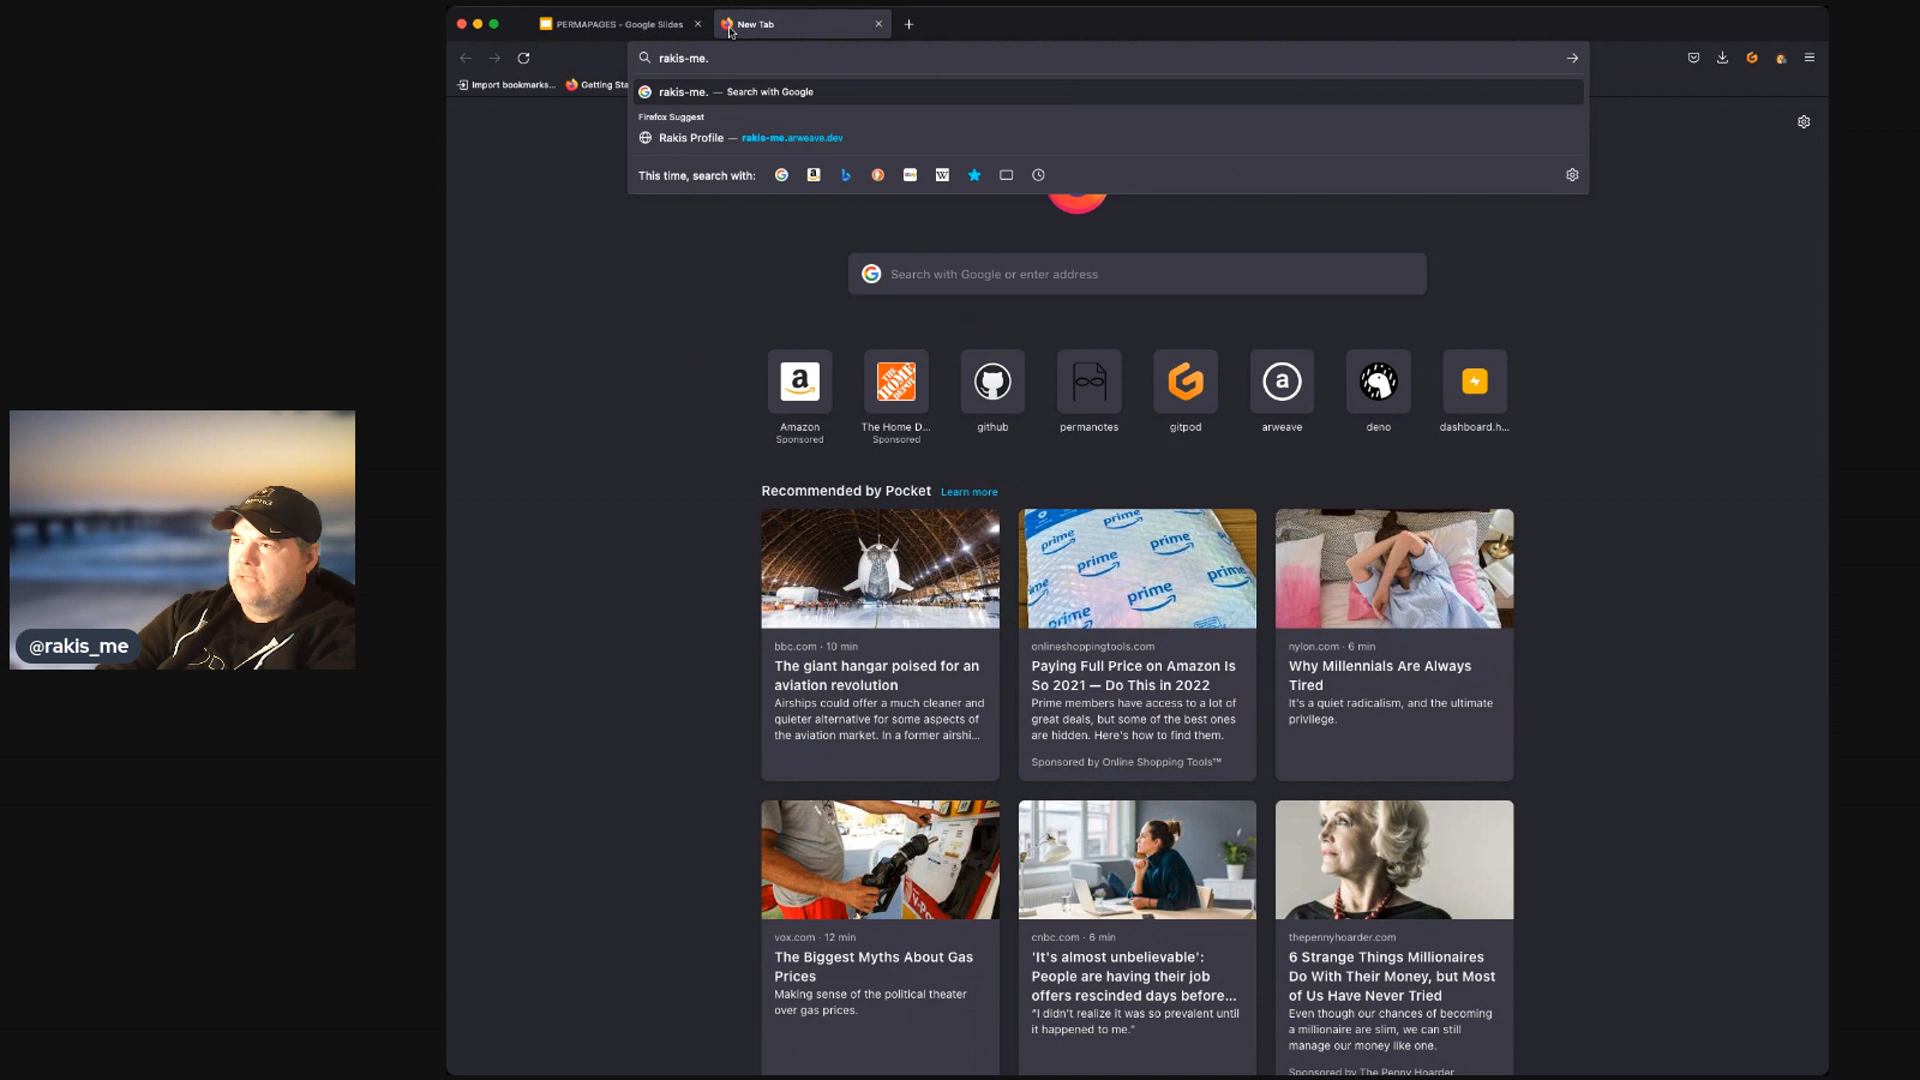 PERMAPAGES - Google Slides
New Tab
rakis-me.
Import bookmarks...
Getting Sta
rakis-me. — Search with Google
Firefox Suggest
Rakis Profile — rakis-me.arweave.dev
This time, search with:
Search with Google or enter address
Amazon
Sponsored
The Home D...
Sponsored
github
permanotes
gitpod
arweave
deno
dashboard.h...
Recommended by Pocket Learn more
bbc.com · 10 min
The giant hangar poised for an
aviation revolution
Airships could offer a much cleaner and
quieter alternative for some aspects of
the aviation market. In a former airshi...
prime
prime
prime
prime
prime
prime
onlineshoppingtools.com
Paying Full Price on Amazon Is
So 2021 — Do This in 2022
Prime members have access to a lot of
great deals, but some of the best ones
are hidden. Here's how to find them.
Sponsored by Online Shopping Tools™
nylon.com · 6 min
Why Millennials Are Always
Tired
It's a quiet radicalism, and the ultimate
privilege.
@rakis_me
vox.com · 12 min
The Biggest Myths About Gas
Prices
Making sense of the political theater
over gas prices.
cnbc.com · 6 min
'It's almost unbelievable':
People are having their job
offers rescinded days before...
"I didn't realize it was so prevalent until
it happened to me."
thepennyhoarder.com
6 Strange Things Millionaires
Do With Their Money, but Most
of Us Have Never Tried
Even though our chances of becoming
a millionaire are slim, we can still
manage our money like one.
Sponsored by The Penny Hoarder